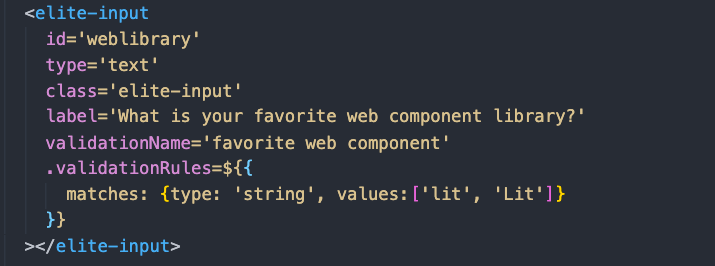 <elite-input
id='weblibrary'
type='text'
class='elite-input'
label='What is your favorite web component library?'
validationName='favorite web component'
.validationRules=${{
matches: {type: 'string', values:['lit', 'Lit']}
}}
></elite-input>